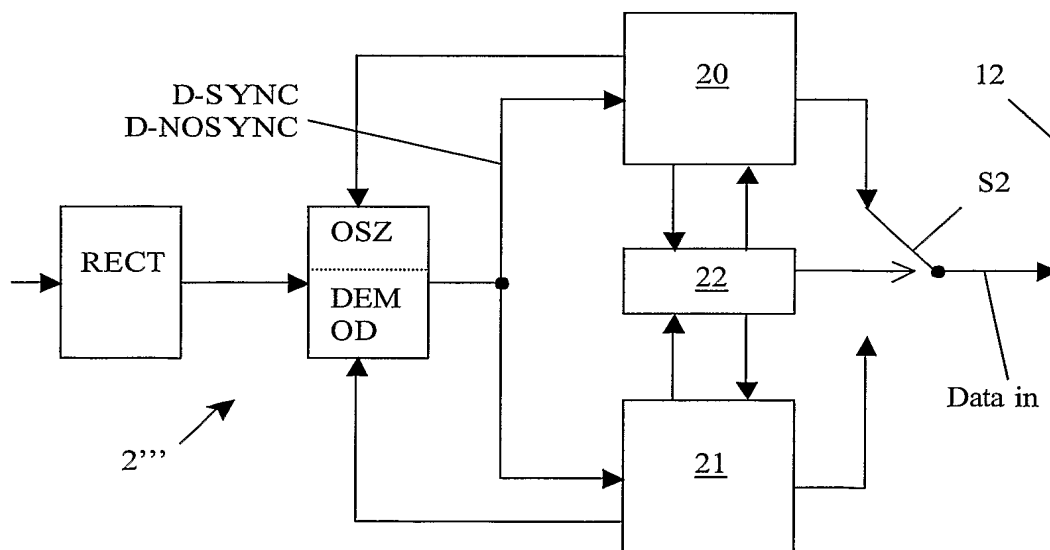 20
12
D-SYNC
D-NOSYNC
S2
OSZ
RECT
22
DEM
OD
Data in
2’’’
21